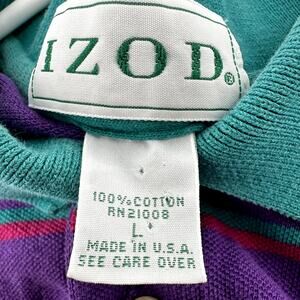 IZOD®
100% COTTON
RN21008
L
MADE IN U.S.A.
SEE CARE OVER